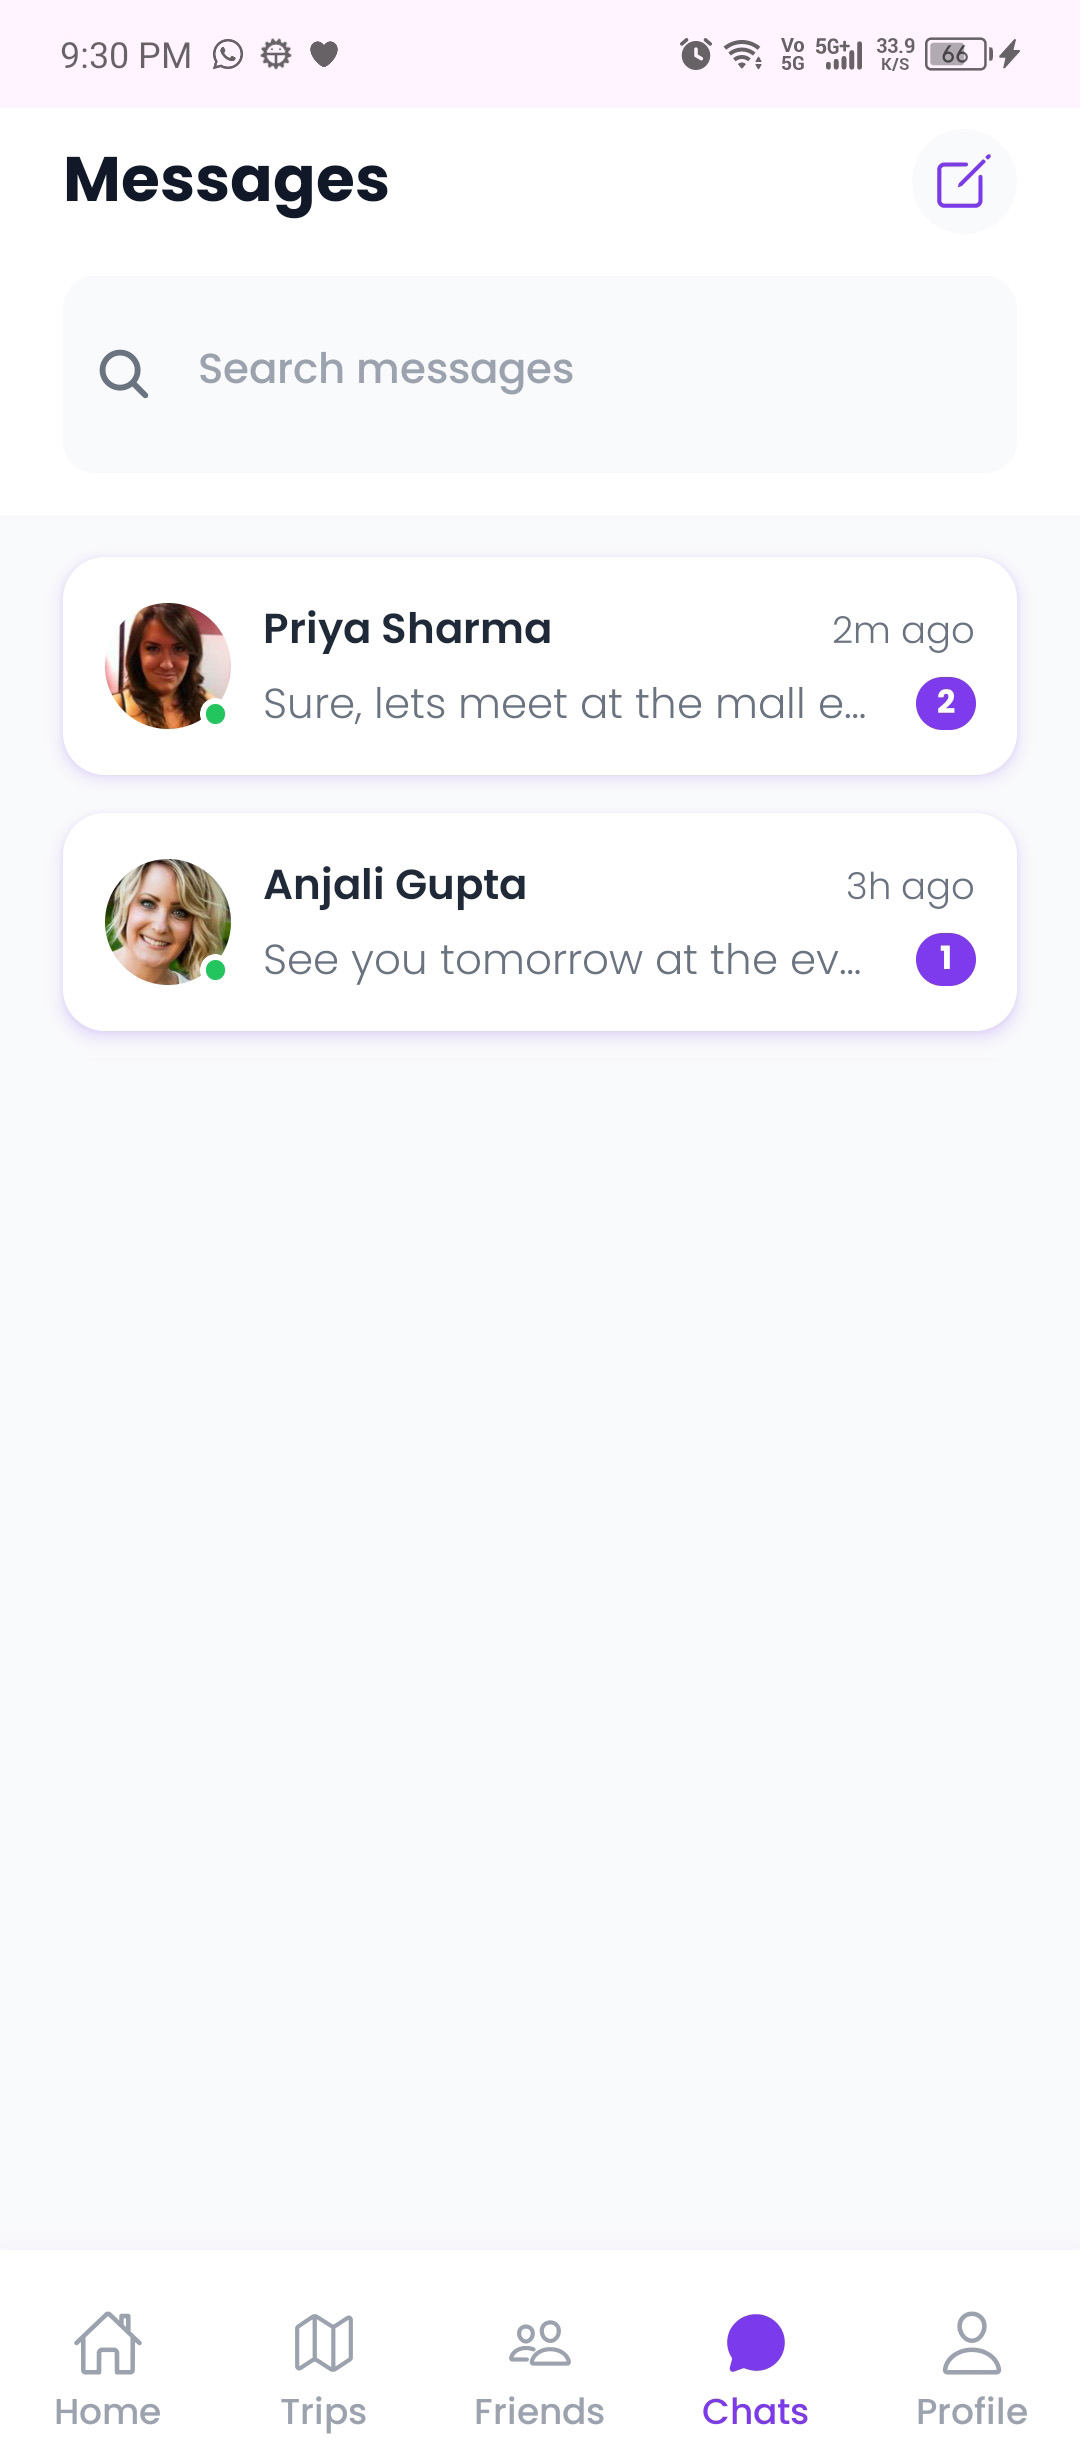 9:30 PM Vo 5G 5G+ 33.9 K/S 66
Messages
Search messages
Priya Sharma 2m ago
Sure, lets meet at the mall e... 2
Anjali Gupta 3h ago
See you tomorrow at the ev... 1
Home Trips Friends Chats Profile